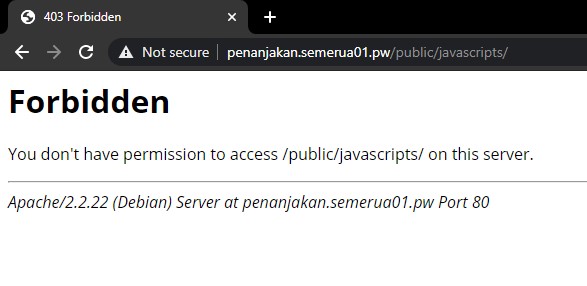 403 Forbidden
Not secure penanjakan.semerua01.pw/public/javascripts/
Forbidden
You don't have permission to access /public/javascripts/ on this server.
Apache/2.2.22 (Debian) Server at penanjakan.semerua01.pw Port 80